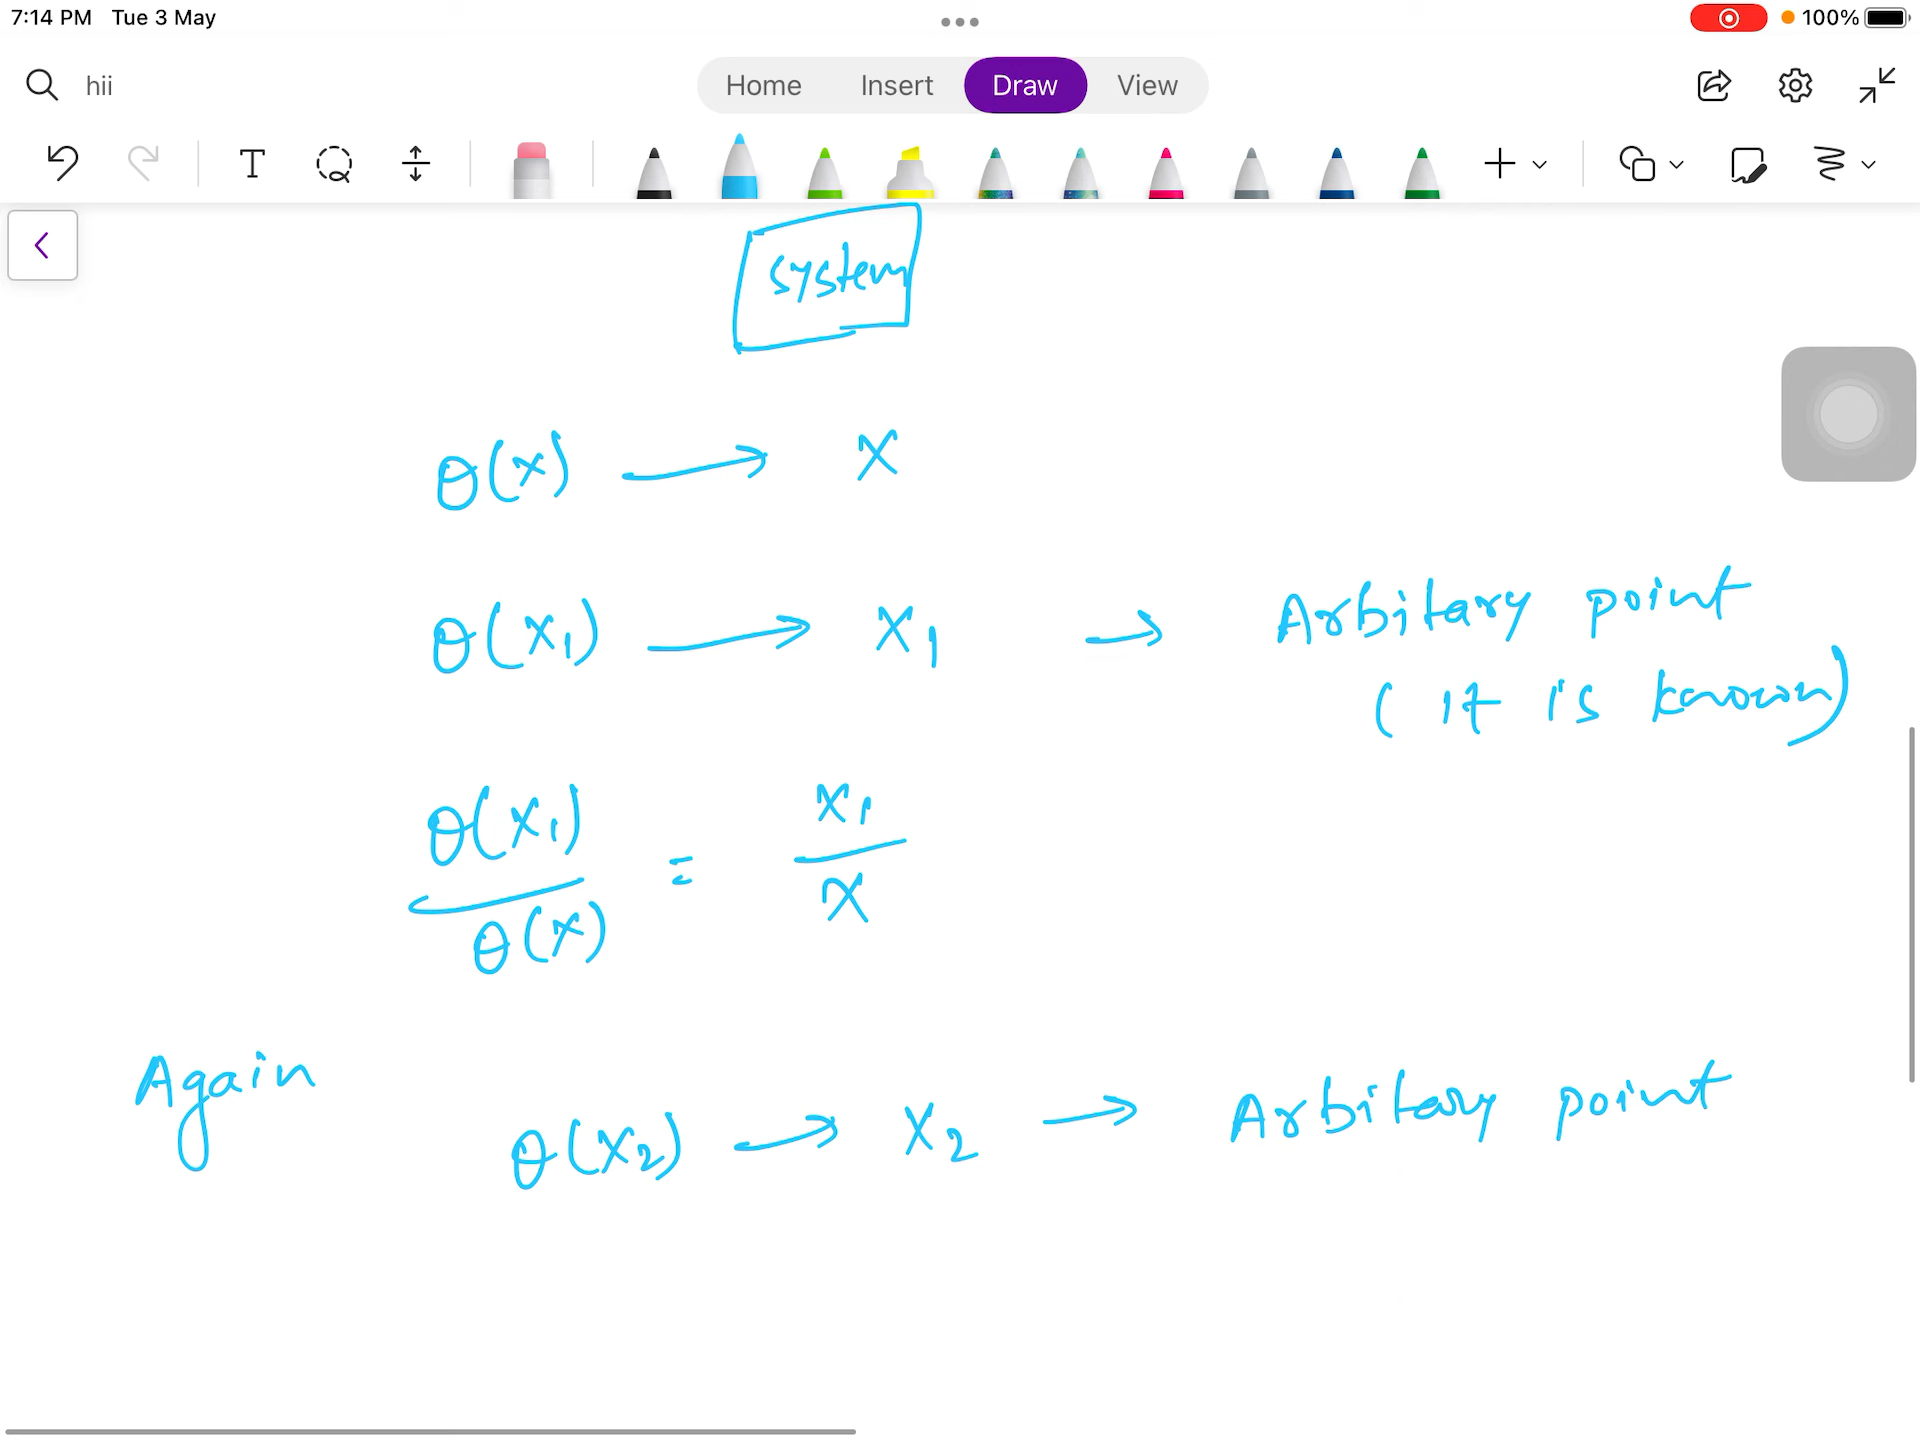 7:14 PM Tue 3 May
100%
hii
Home Insert Draw View
T
system
θ(x) → x
θ(x₁) → x₁ → Arbitary point
( it is known)
θ(x₁) / θ(x) = x₁ / x
Again
θ(x₂) → x₂ → Arbitary point